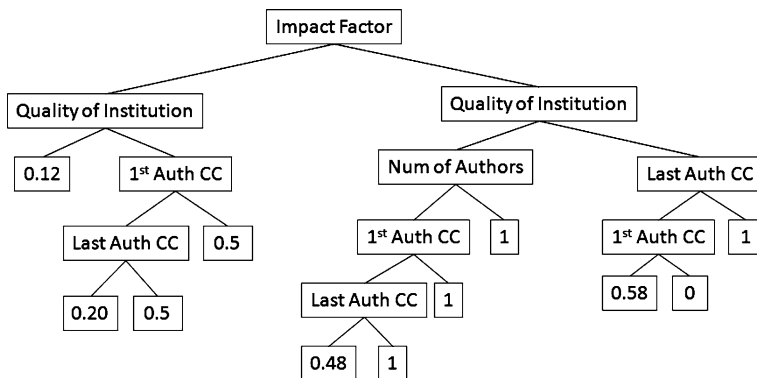 Impact Factor
Quality of Institution
Quality of Institution
0.12
1st Auth CC
Num of Authors
Last Auth CC
Last Auth CC
0.5
1st Auth CC
1
1st Auth CC
1
0.20
0.5
Last Auth CC
1
0.58
0
0.48
1